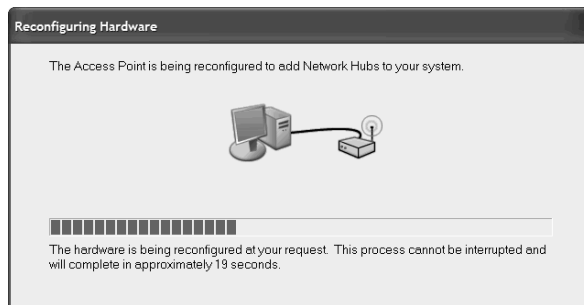 Reconfiguring Hardware
The Access Point is being reconfigured to add Network Hubs to your system.
The hardware is being reconfigured at your request. This process cannot be interrupted and
will complete in approximately 19 seconds.